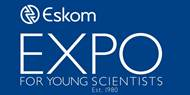 Eskom
EXPO
FOR YOUNG SCIENTISTS
Est. 1980